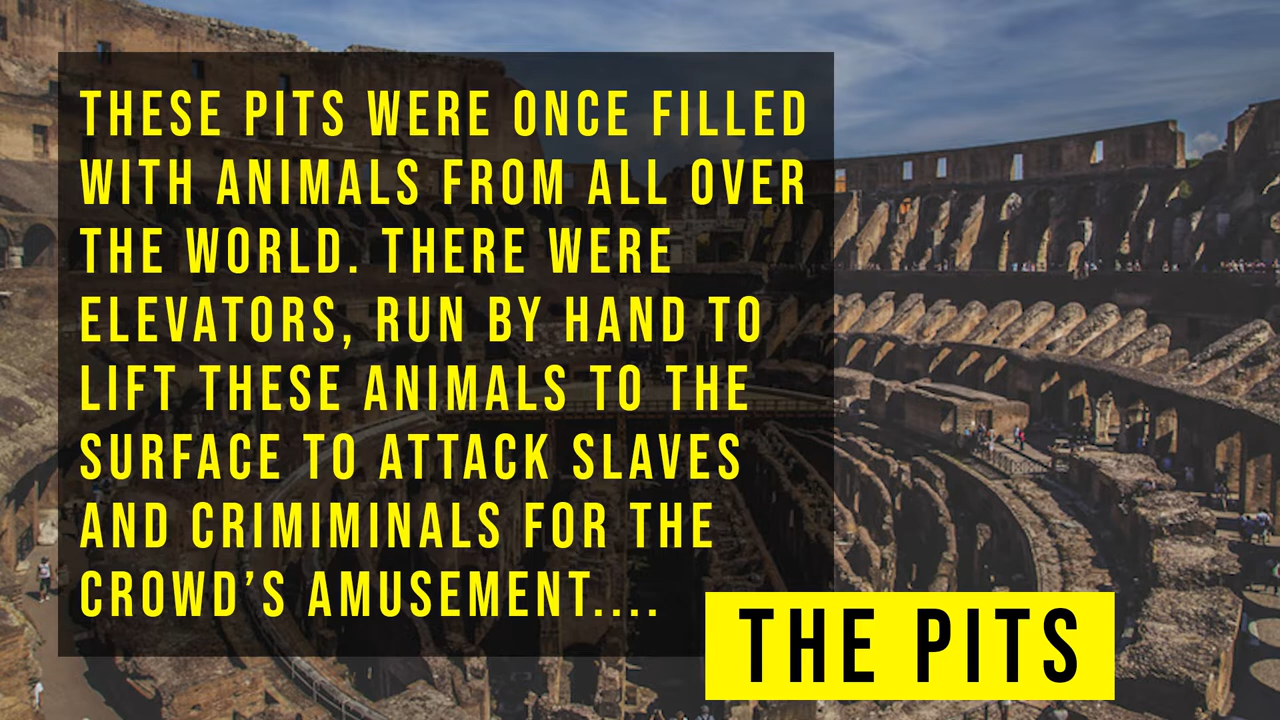 THESE PITS WERE ONCE FILLED
WITH ANIMALS FROM ALL OVER
THE WORLD. THERE WERE
ELEVATORS, RUN BY HAND TO
LIFT THESE ANIMALS TO THE
SURFACE TO ATTACK SLAVES
AND CRIMIMINALS FOR THE
CROWD’S AMUSEMENT....
THE PITS